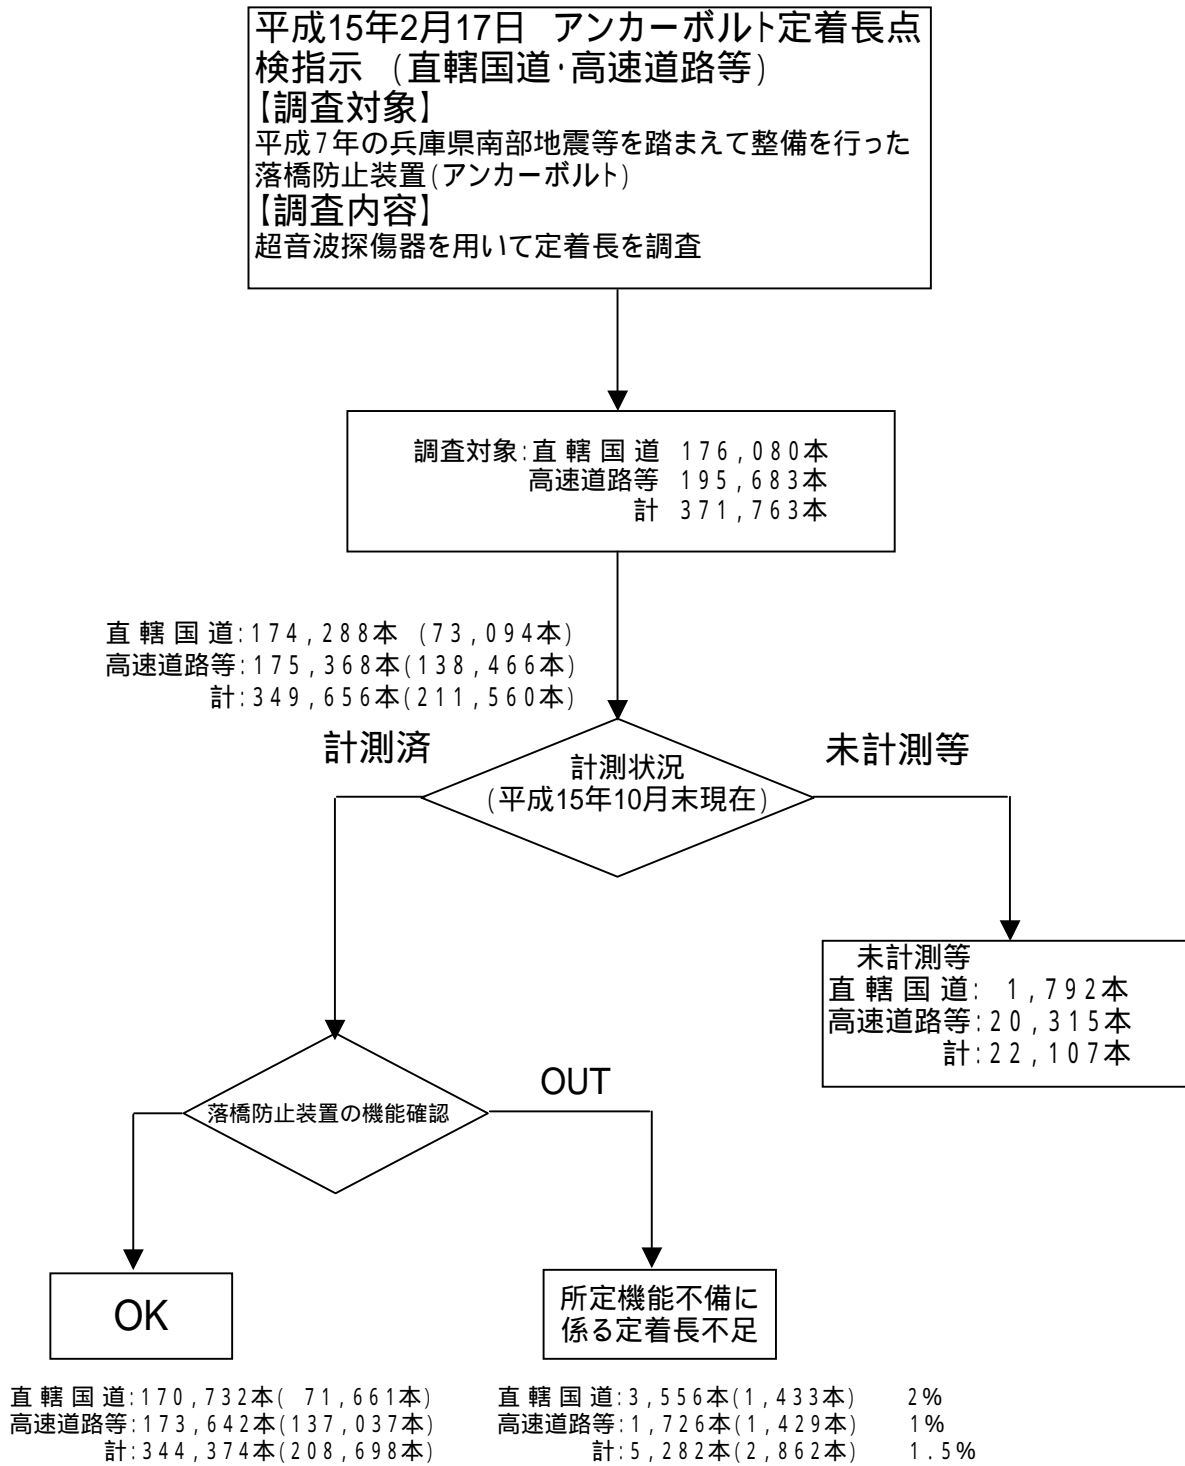 平成15年2月17日 アンカーボルト定着長点
検指示 (直轄国道・高速道路等)
【調査対象】
平成7年の兵庫県南部地震等を踏まえて整備を行った
落橋防止装置(アンカーボルト)
【調査内容】
超音波探傷器を用いて定着長を調査
調査対象:直轄国道 176,080本
高速道路等 195,683本
計 371,763本
直轄国道:174,288本 (73,094本)
高速道路等:175,368本(138,466本)
計:349,656本(211,560本)
計測済
計測状況
(平成15年10月末現在)
未計測等
未計測等
直轄国道: 1,792本
高速道路等:20,315本
計:22,107本
落橋防止装置の機能確認
OUT
OK
所定機能不備に
係る定着長不足
直轄国道:170,732本( 71,661本)
高速道路等:173,642本(137,037本)
計:344,374本(208,698本)
直轄国道:3,556本(1,433本) 2%
高速道路等:1,726本(1,429本) 1%
計:5,282本(2,862本) 1.5%